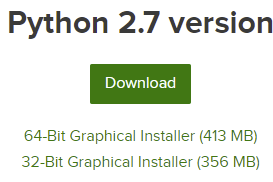 Python 2.7 version
Download
64-Bit Graphical Installer (413 MB)
32-Bit Graphical Installer (356 MB)